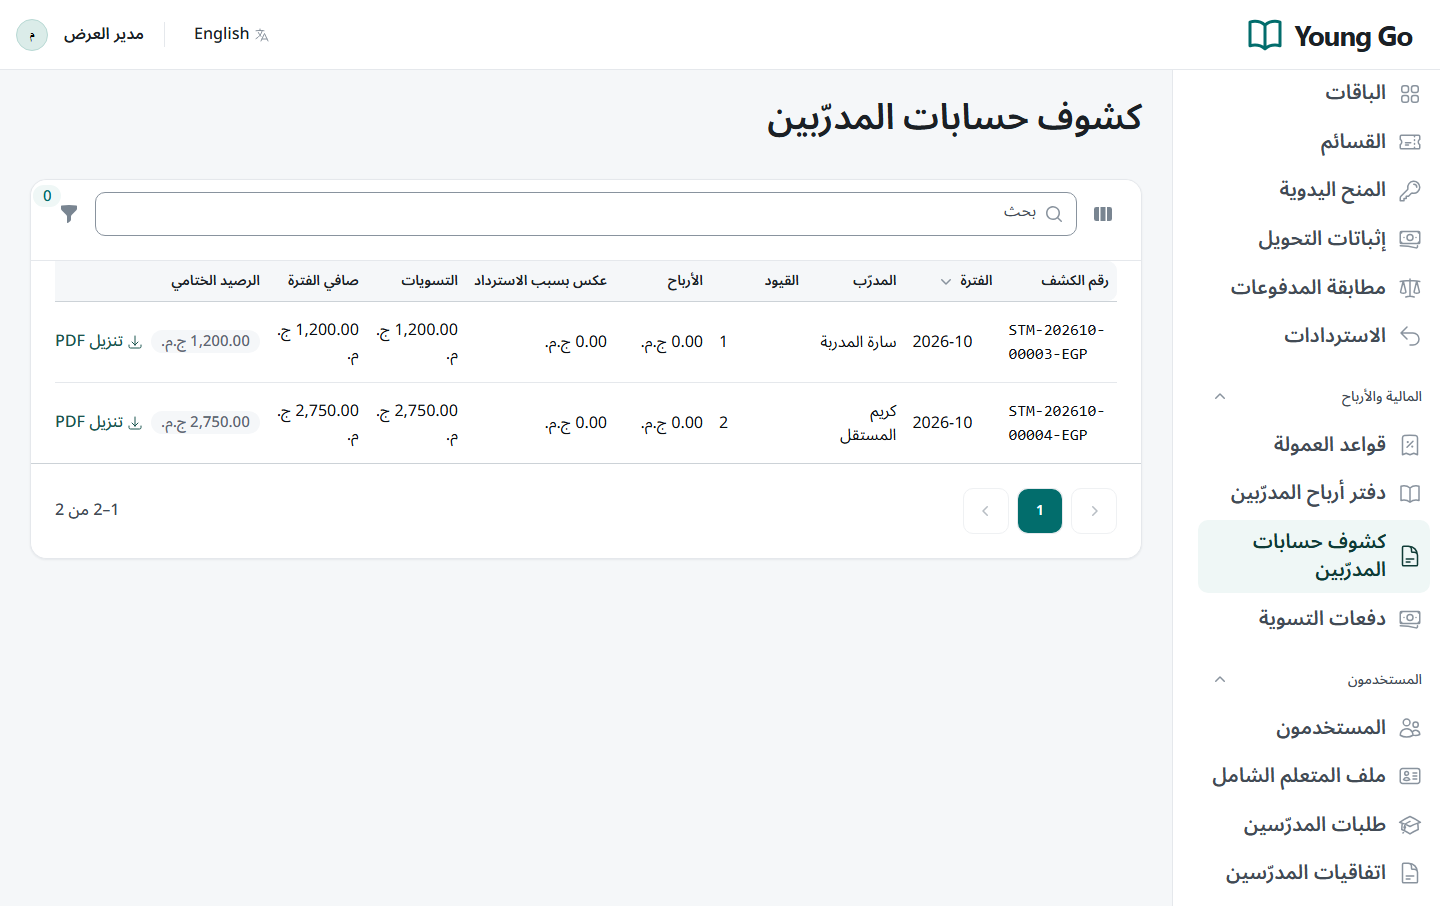 Young Go
English
مدير العرض
م
الباقات
القسائم
المنح اليدوية
إثباتات التحويل
مطابقة المدفوعات
الاستردادات
المالية والأرباح
قواعد العمولة
دفتر أرباح المدرّبين
كشوف حسابات
المدرّبين
دفعات التسوية
المستخدمون
المستخدمون
ملف المتعلم الشامل
طلبات المدرّسين
اتفاقيات المدرّسين
كشوف حسابات المدرّبين
بحث
0
رقم الكشف الفترة المدرّب القيود الأرباح عكس بسبب الاسترداد التسويات صافي الفترة الرصيد الختامي
STM-202610-
00003-EGP
2026-10
سارة المدربة
1
0.00 ج.م.
0.00 ج.م.
1,200.00 ج.
م.
1,200.00 ج.
م.
1,200.00 ج.م.
تنزيل PDF
STM-202610-
00004-EGP
2026-10
كريم
المستقل
2
0.00 ج.م.
0.00 ج.م.
2,750.00 ج.
م.
2,750.00 ج.
م.
2,750.00 ج.م.
تنزيل PDF
1
1–2 من 2